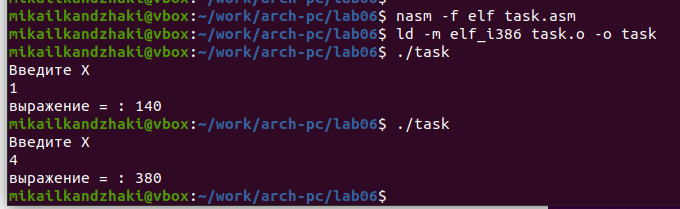 mikailkandzhaki@vbox:~/work/arch-pc/lab06$ nasm -f elf task.asm
mikailkandzhaki@vbox:~/work/arch-pc/lab06$ ld -m elf_i386 task.o -o task
mikailkandzhaki@vbox:~/work/arch-pc/lab06$ ./task
Введите X
1
выражение = : 140
mikailkandzhaki@vbox:~/work/arch-pc/lab06$ ./task
Введите X
4
выражение = : 380
mikailkandzhaki@vbox:~/work/arch-pc/lab06$